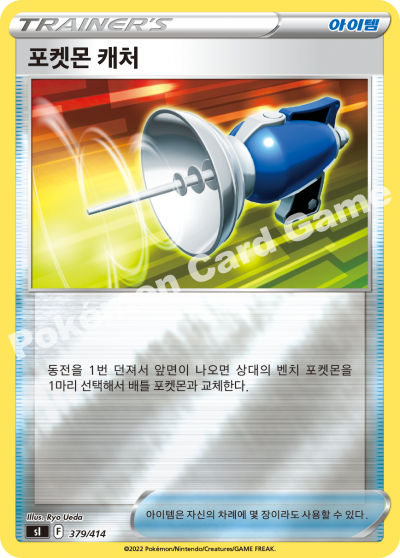 TRAINER'S
아이템
포켓몬 캐처
Pokémon Card Game
동전을 1번 던져서 앞면이 나오면 상대의 벤치 포켓몬을
1마리 선택해서 배틀 포켓몬과 교체한다.
Illus. Ryo Ueda
sI F 379/414
아이템은 자신의 차례에 몇 장이라도 사용할 수 있다.
©2022 Pokémon/Nintendo/Creatures/GAME FREAK.